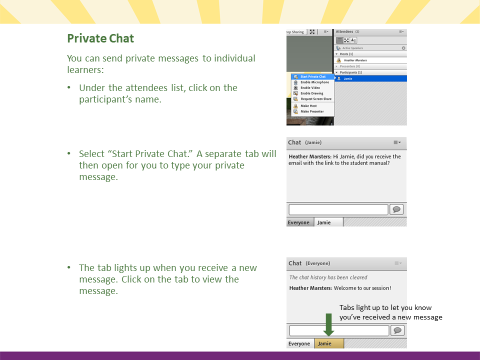 Private Chat
You can send private messages to individual
learners:
• Under the attendees list, click on the
participant's name.
Attendees
Active Speakers
Hosts (1)
Heather Marsters
Presenters (0)
Participants (1)
Jamie
Start Private Chat
Enable Microphone
Enable Video
Enable Drawing
Request Screen Share
Make Host
Make Presenter
• Select "Start Private Chat." A separate tab will
then open for you to type your private
message.
Chat (Jamie)
Heather Marsters: Hi Jamie, did you receive the
email with the link to the student manual?
Everyone Jamie
• The tab lights up when you receive a new
message. Click on the tab to view the
message.
Chat (Everyone)
The chat history has been cleared
Heather Marsters: Welcome to our session!
Tabs light up to let you know
you've received a new message
Everyone Jamie